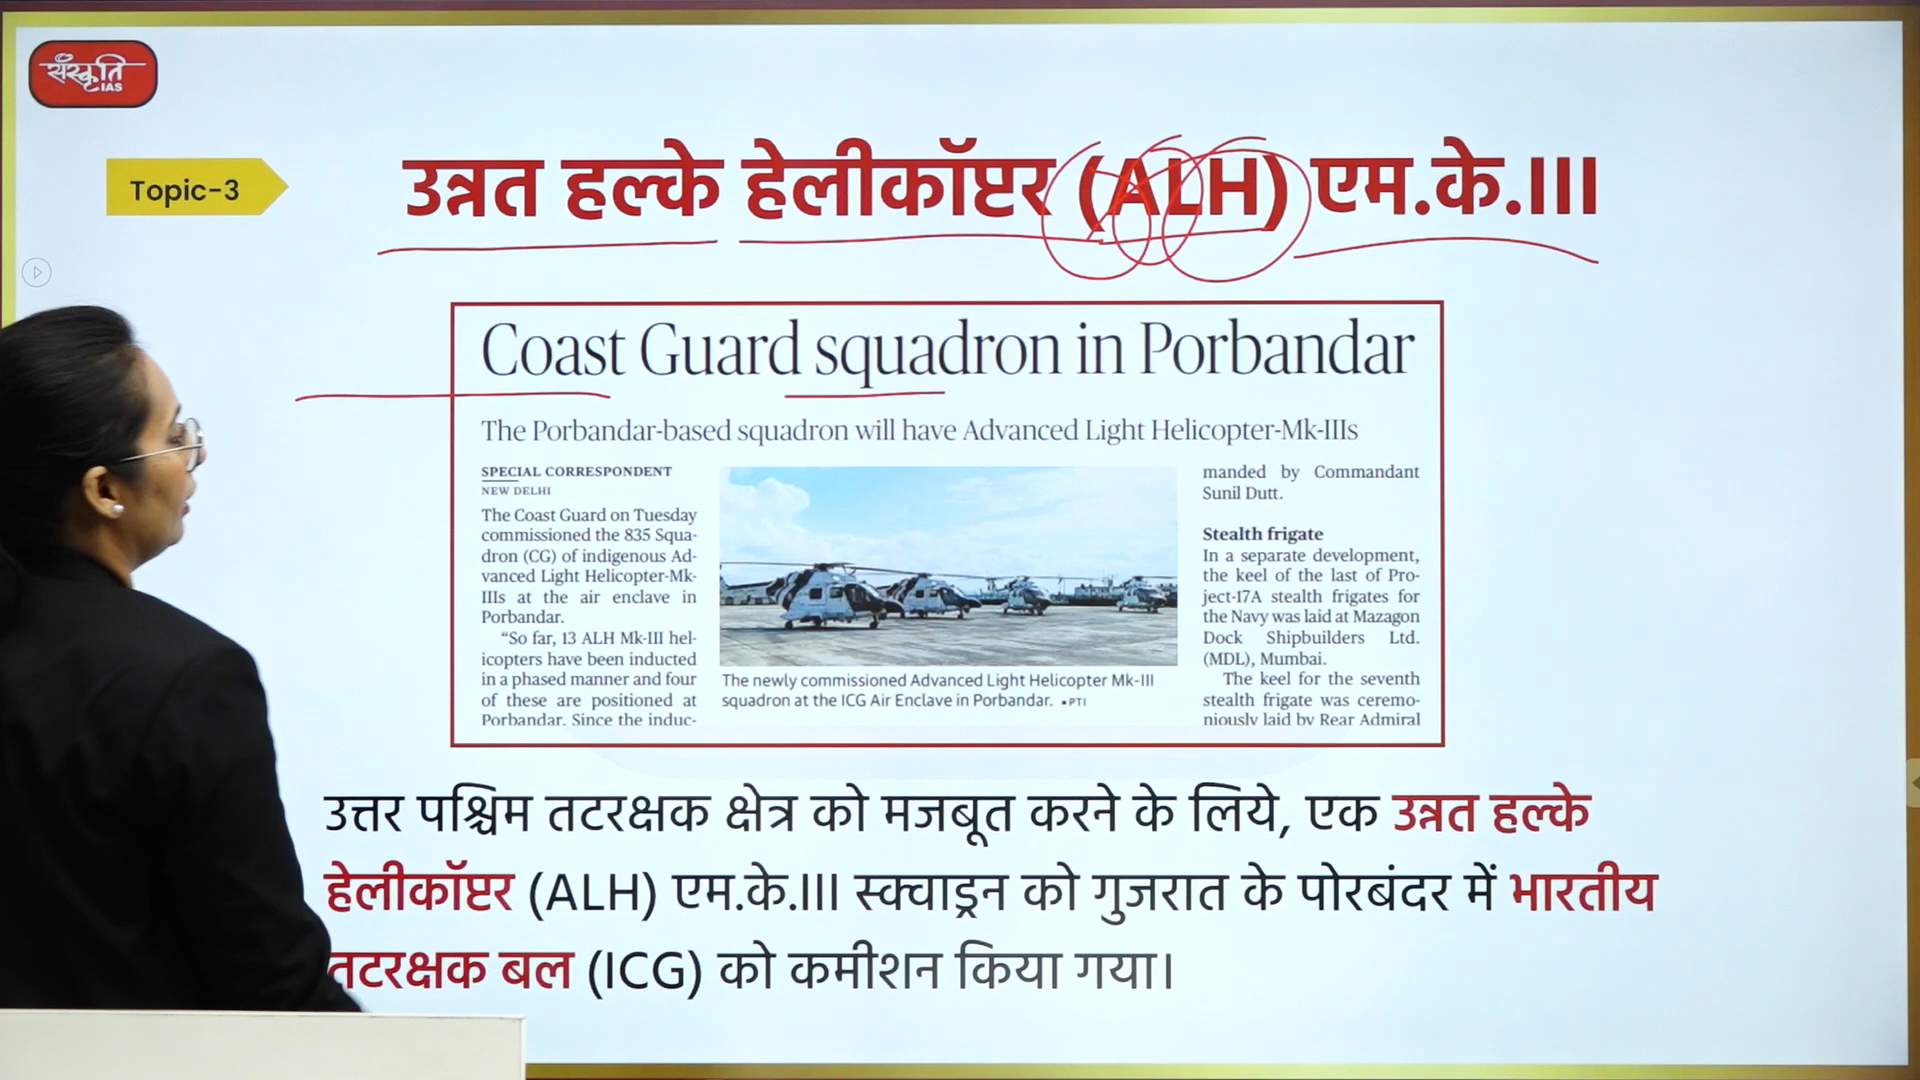 संस्कृति
IAS
Topic-3
उन्नत हल्के हेलीकॉप्टर (ALH) एम.के.III
Coast Guard squadron in Porbandar
The Porbandar-based squadron will have Advanced Light Helicopter-Mk-IIIs
SPECIAL CORRESPONDENT
NEW DELHI
The Coast Guard on Tuesday
commissioned the 835 Squa-
dron (CG) of indigenous Ad-
vanced Light Helicopter-Mk-
IIIs at the air enclave in
Porbandar.
“So far, 13 ALH Mk-III hel-
icopters have been inducted
in a phased manner and four
of these are positioned at
Porbandar. Since the induc-
The newly commissioned Advanced Light Helicopter Mk-III
squadron at the ICG Air Enclave in Porbandar. •PTI
manded by Commandant
Sunil Dutt.
Stealth frigate
In a separate development,
the keel of the last of Pro-
ject-17A stealth frigates for
the Navy was laid at Mazagon
Dock Shipbuilders Ltd.
(MDL), Mumbai.
The keel for the seventh
stealth frigate was ceremo-
niously laid by Rear Admiral
उत्तर पश्चिम तटरक्षक क्षेत्र को मजबूत करने के लिये, एक उन्नत हल्के
हेलीकॉप्टर (ALH) एम.के.III स्क्वाड्रन को गुजरात के पोरबंदर में भारतीय
तटरक्षक बल (ICG) को कमीशन किया गया।